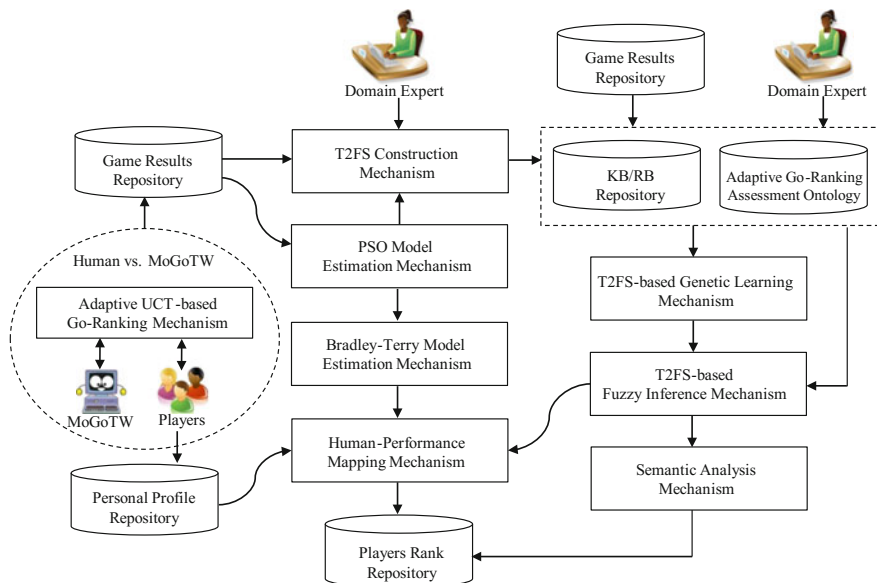 Domain Expert
Game Results
Repository
Domain Expert
Game Results
Repository
T2FS Construction
Mechanism
KB/RB
Repository
Adaptive Go-Ranking
Assessment Ontology
PSO Model
Estimation Mechanism
Human vs. MoGoTW
Adaptive UCT-based
Go-Ranking Mechanism
MoGoTW
Players
T2FS-based Genetic Learning
Mechanism
Bradley-Terry Model
Estimation Mechanism
T2FS-based
Fuzzy Inference Mechanism
Human-Performance
Mapping Mechanism
Personal Profile
Repository
Semantic Analysis
Mechanism
Players Rank
Repository